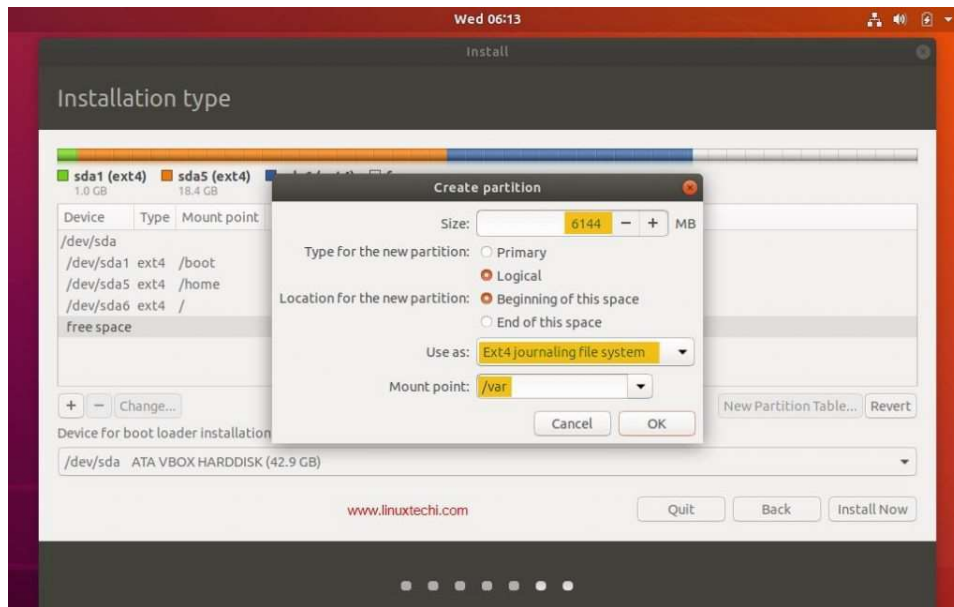 Wed 06:13
Install
Installation type
sda1 (ext4) sda5 (ext4)
1.0 GB 18.4 GB
Create partition
Size: 6144 − + MB
Type for the new partition: Primary
Logical
Location for the new partition: Beginning of this space
End of this space
Use as: Ext4 journaling file system
Mount point: /var
Cancel OK
Device Type Mount point
/dev/sda
/dev/sda1 ext4 /boot
/dev/sda5 ext4 /home
/dev/sda6 ext4 /
free space
+ − Change... New Partition Table... Revert
Device for boot loader installation
/dev/sda ATA VBOX HARDDISK (42.9 GB)
www.linuxtechi.com
Quit Back Install Now